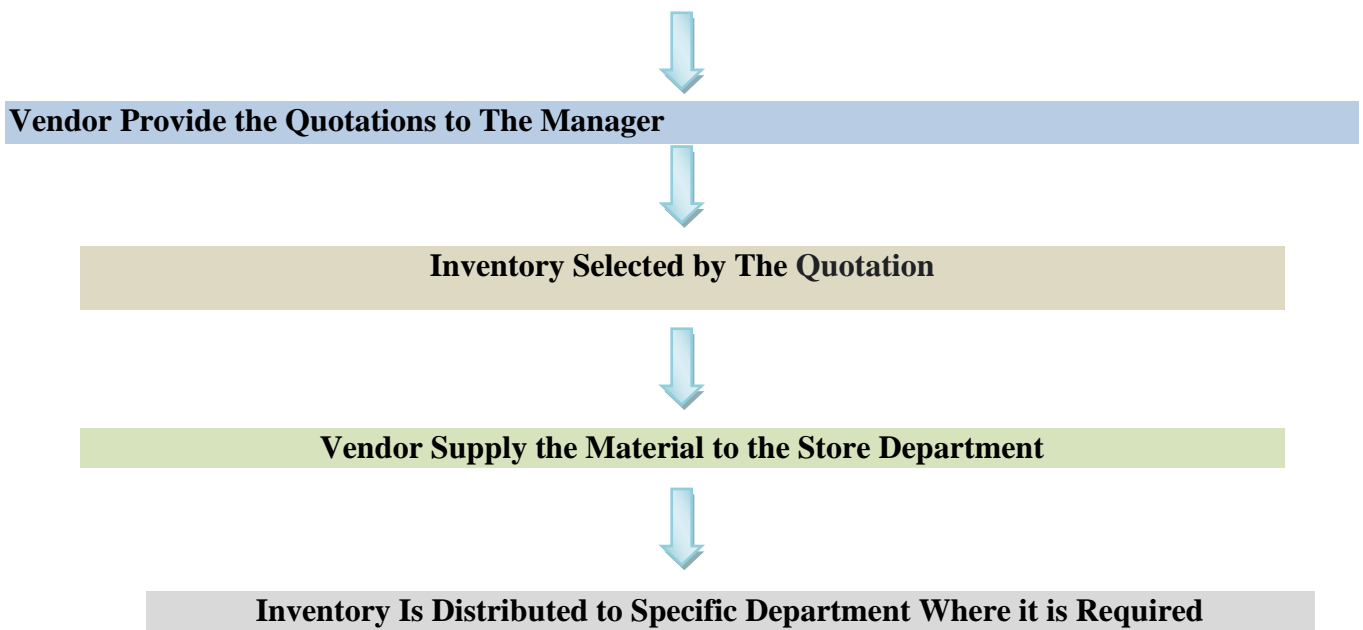 Vendor Provide the Quotations to The Manager
Inventory Selected by The Quotation
Vendor Supply the Material to the Store Department
Inventory Is Distributed to Specific Department Where it is Required